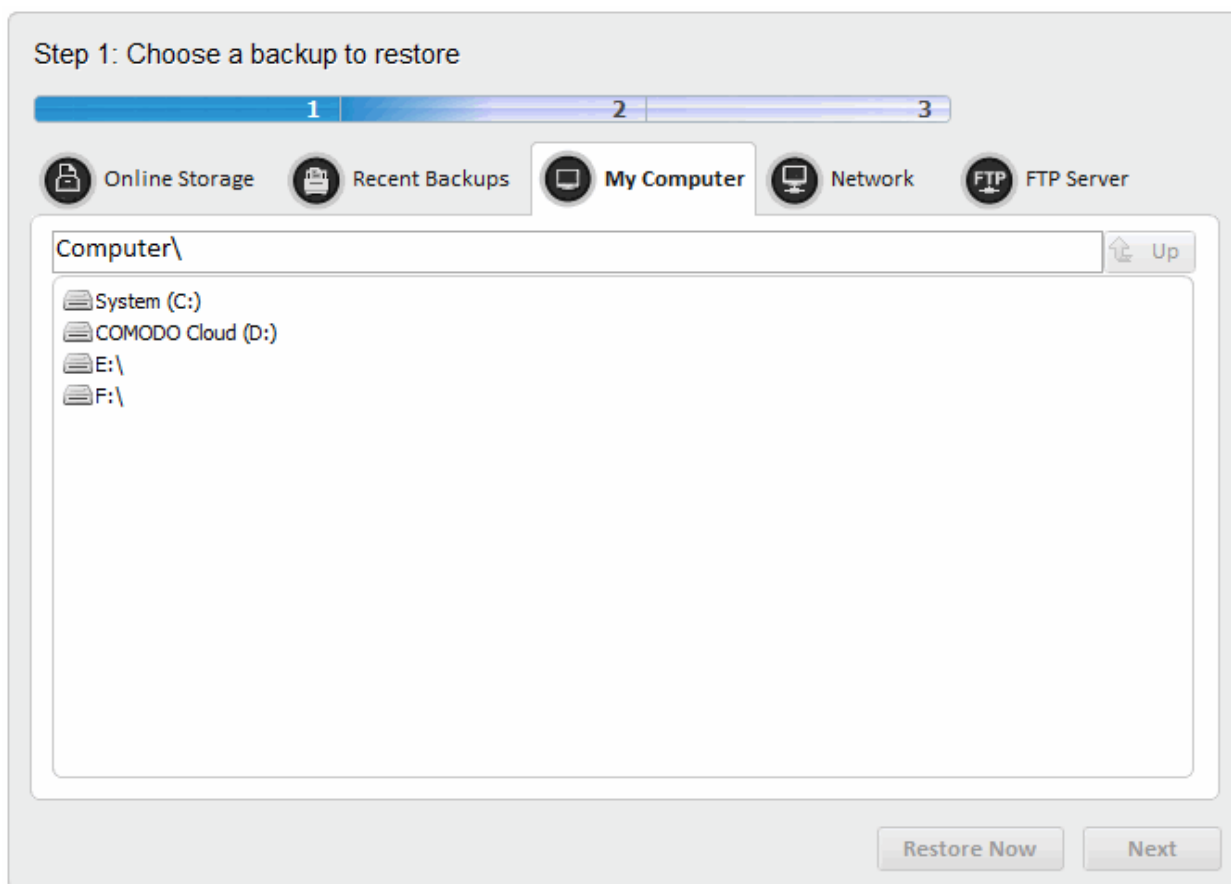 Step 1: Choose a backup to restore
1 2 3
Online Storage Recent Backups My Computer Network FTP FTP Server
Computer\ Up
System (C:)
COMODO Cloud (D:)
E:\
F:\
Restore Now Next